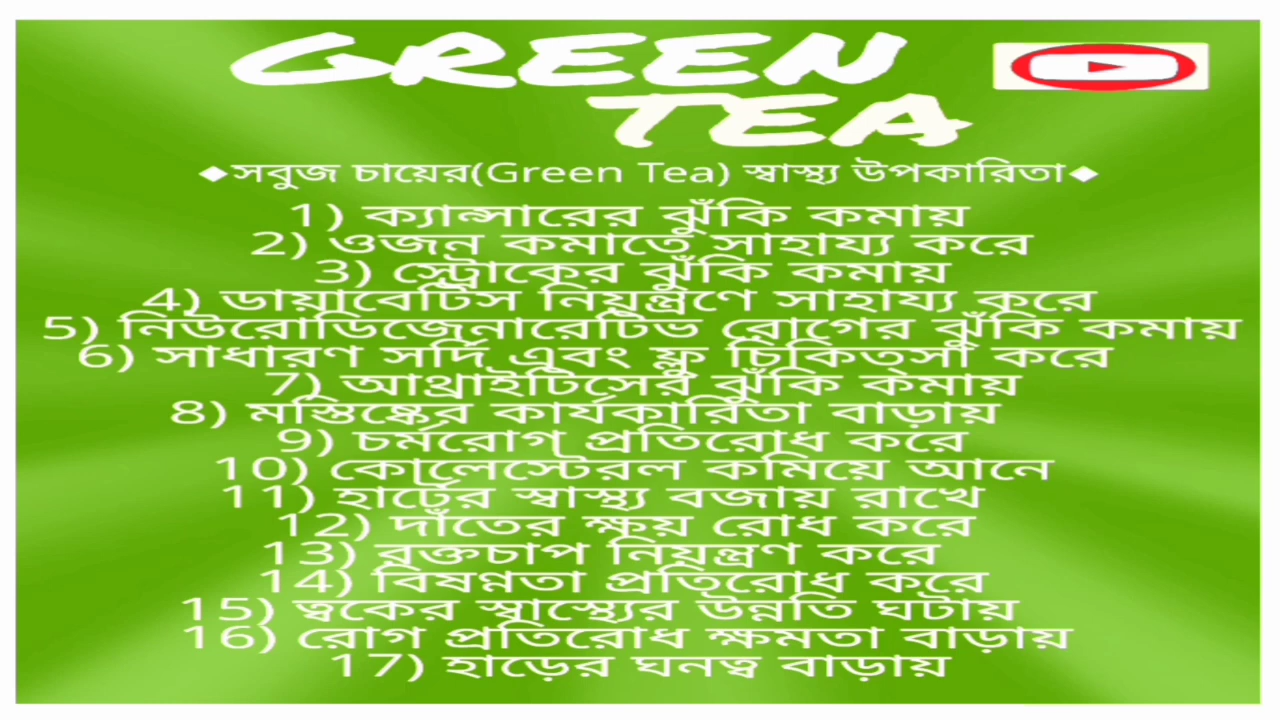 GREEN
TEA
◆সবুজ চায়ের(Green Tea) স্বাস্থ্য উপকারিতা◆
1) ক্যান্সারের ঝুঁকি কমায়
2) ওজন কমাতে সাহায্য করে
3) স্ট্রোকের ঝুঁকি কমায়
4) ডায়াবেটিস নিয়ন্ত্রণে সাহায্য করে
5) নিউরোডিজেনারেটিভ রোগের ঝুঁকি কমায়
6) সাধারণ সর্দি এবং ফ্লু চিকিত্সা করে
7) আথ্রাইটিসের ঝুঁকি কমায়
8) মস্তিষ্কের কার্যকারিতা বাড়ায়
9) চর্মরোগ প্রতিরোধ করে
10) কোলেস্টেরল কমিয়ে আনে
11) হার্টের স্বাস্থ্য বজায় রাখে
12) দাঁতের ক্ষয় রোধ করে
13) রক্তচাপ নিয়ন্ত্রণ করে
14) বিষণ্নতা প্রতিরোধ করে
15) ত্বকের স্বাস্থ্যের উন্নতি ঘটায়
16) রোগ প্রতিরোধ ক্ষমতা বাড়ায়
17) হাড়ের ঘনত্ব বাড়ায়